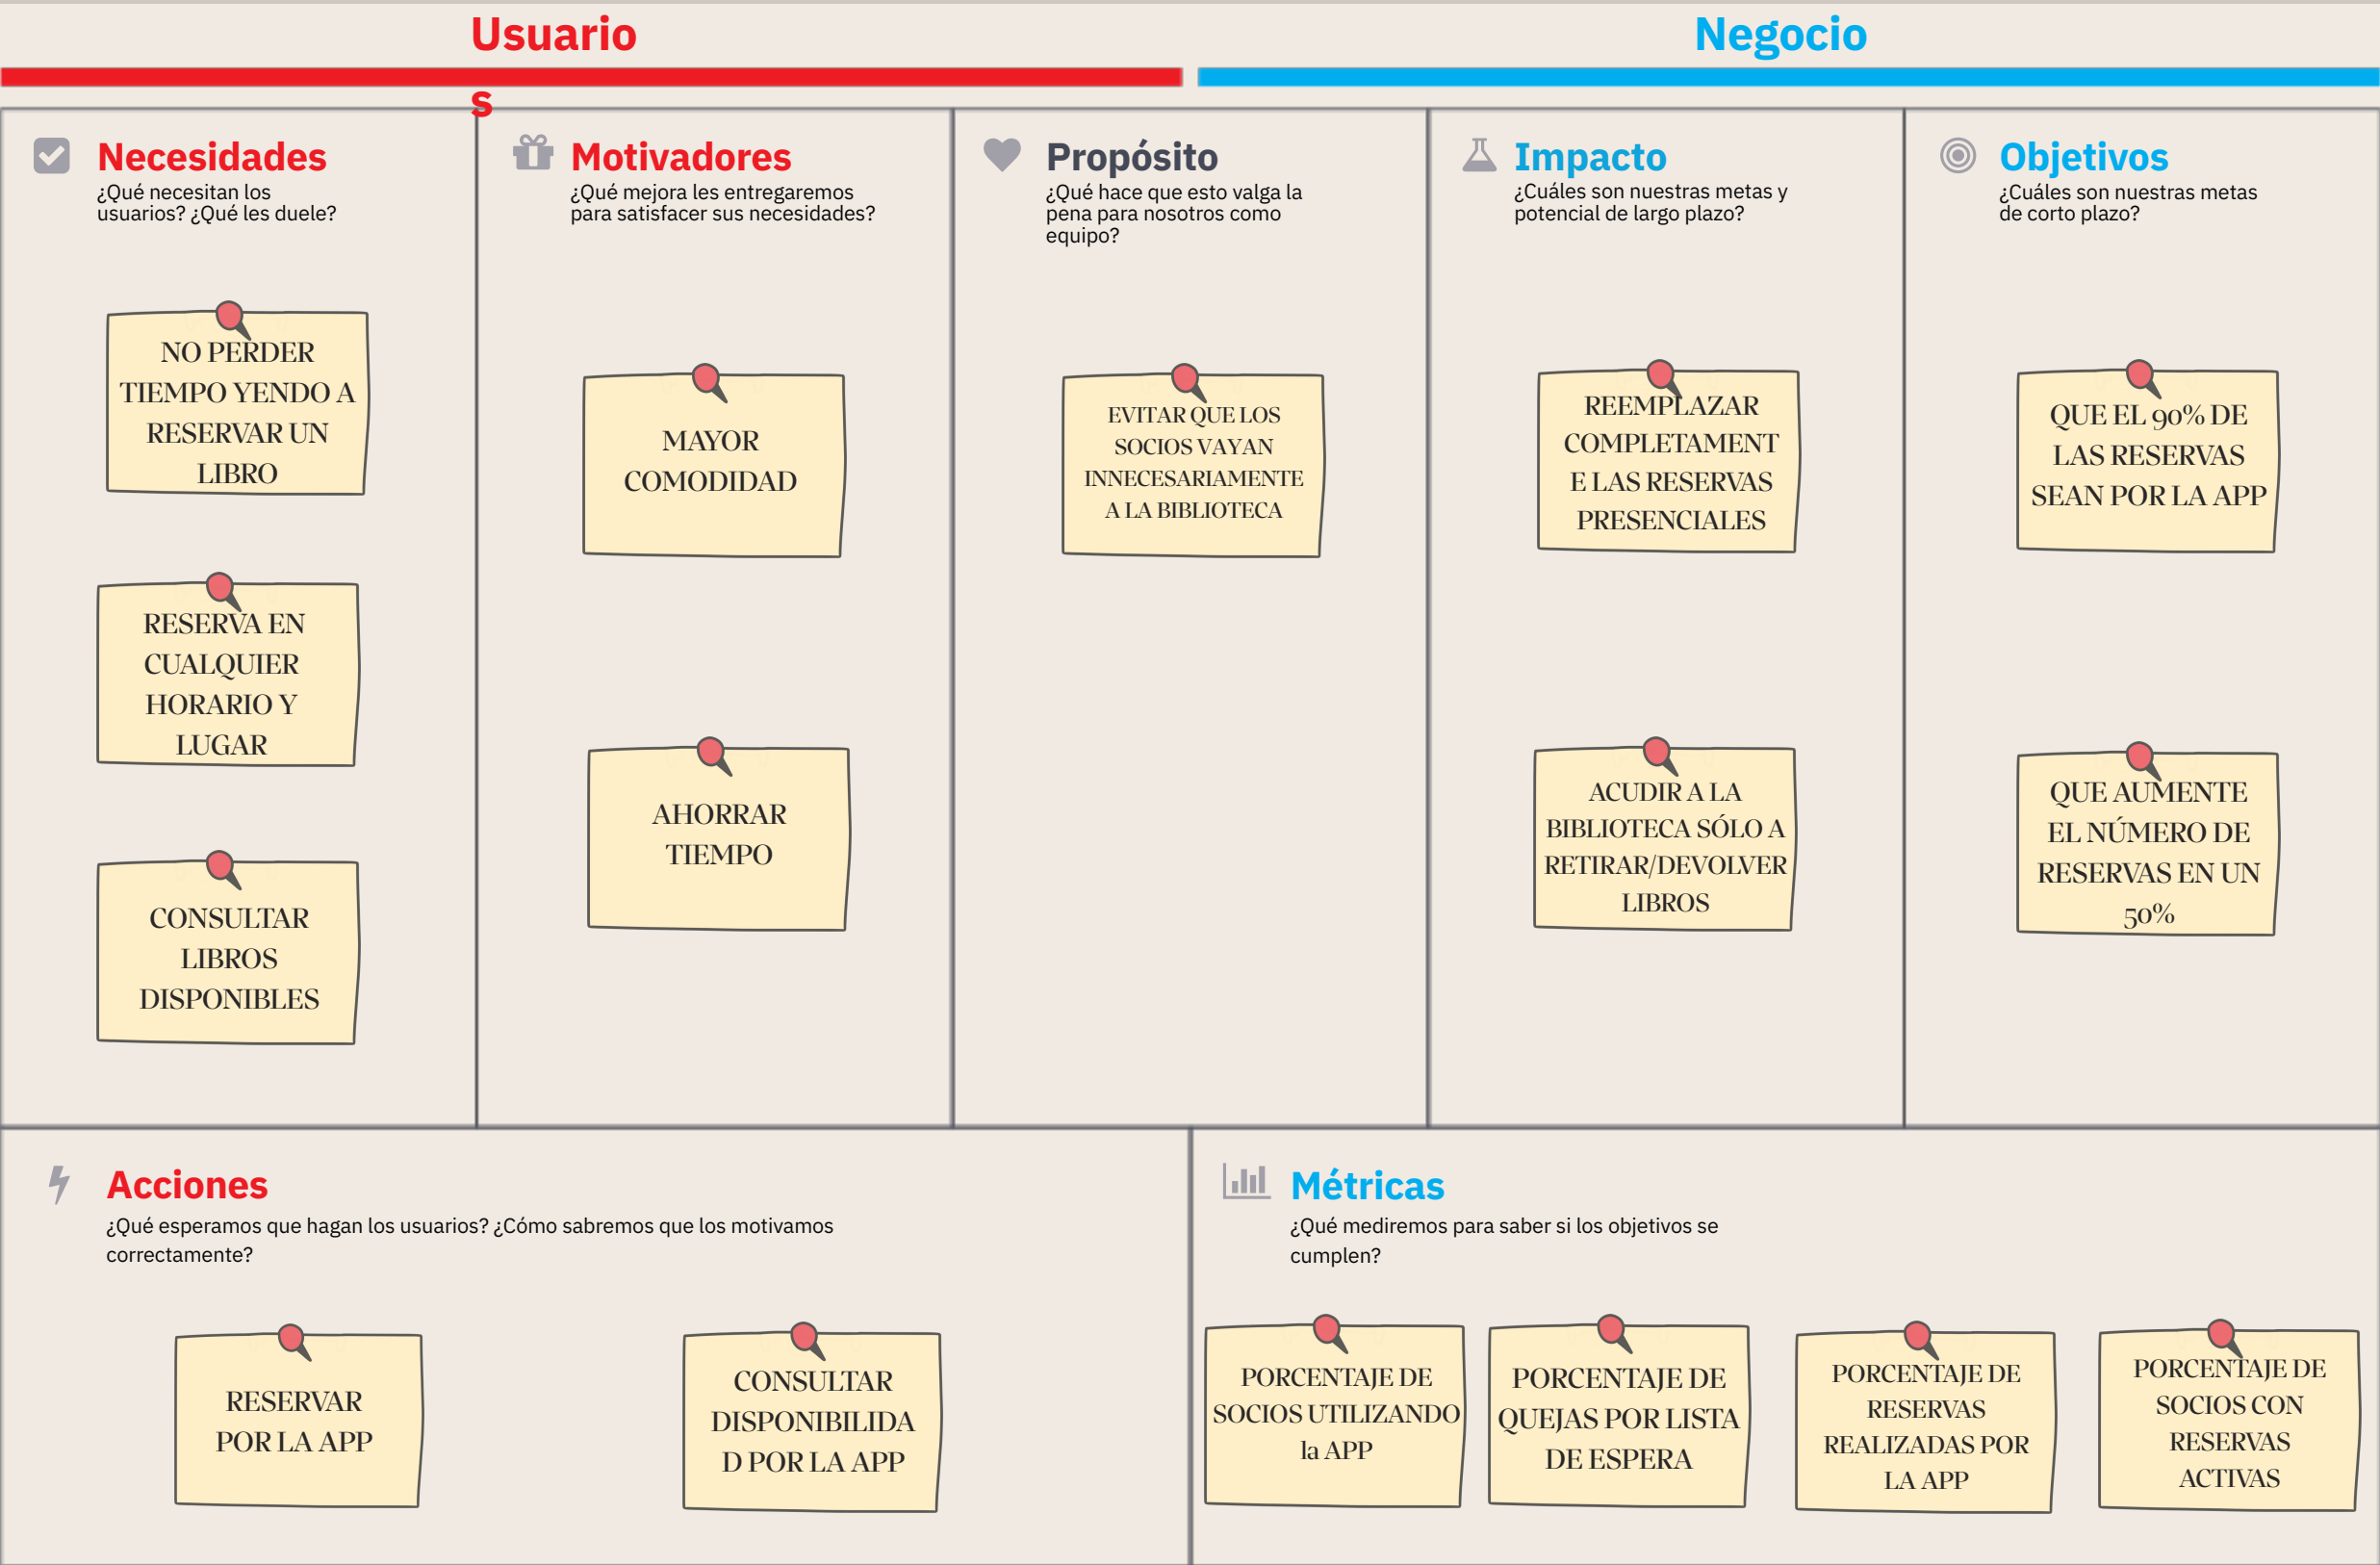 Usuario
s
Negocio
Necesidades
¿Qué necesitan los
usuarios? ¿Qué les duele?
NO PERDER
TIEMPO YENDO A
RESERVAR UN
LIBRO
RESERVA EN
CUALQUIER
HORARIO Y
LUGAR
CONSULTAR
LIBROS
DISPONIBLES
Motivadores
¿Qué mejora les entregaremos
para satisfacer sus necesidades?
MAYOR
COMODIDAD
AHORRAR
TIEMPO
Propósito
¿Qué hace que esto valga la
pena para nosotros como
equipo?
EVITAR QUE LOS
SOCIOS VAYAN
INNECESARIAMENTE
A LA BIBLIOTECA
Impacto
¿Cuáles son nuestras metas y
potencial de largo plazo?
REEMPLAZAR
COMPLETAMENT
E LAS RESERVAS
PRESENCIALES
ACUDIR A LA
BIBLIOTECA SÓLO A
RETIRAR/DEVOLVER
LIBROS
Objetivos
¿Cuáles son nuestras metas
de corto plazo?
QUE EL 90% DE
LAS RESERVAS
SEAN POR LA APP
QUE AUMENTE
EL NÚMERO DE
RESERVAS EN UN
50%
Acciones
¿Qué esperamos que hagan los usuarios? ¿Cómo sabremos que los motivamos
correctamente?
RESERVAR
POR LA APP
CONSULTAR
DISPONIBILIDA
D POR LA APP
Métricas
¿Qué mediremos para saber si los objetivos se
cumplen?
PORCENTAJE DE
SOCIOS UTILIZANDO
la APP
PORCENTAJE DE
QUEJAS POR LISTA
DE ESPERA
PORCENTAJE DE
RESERVAS
REALIZADAS POR
LA APP
PORCENTAJE DE
SOCIOS CON
RESERVAS
ACTIVAS